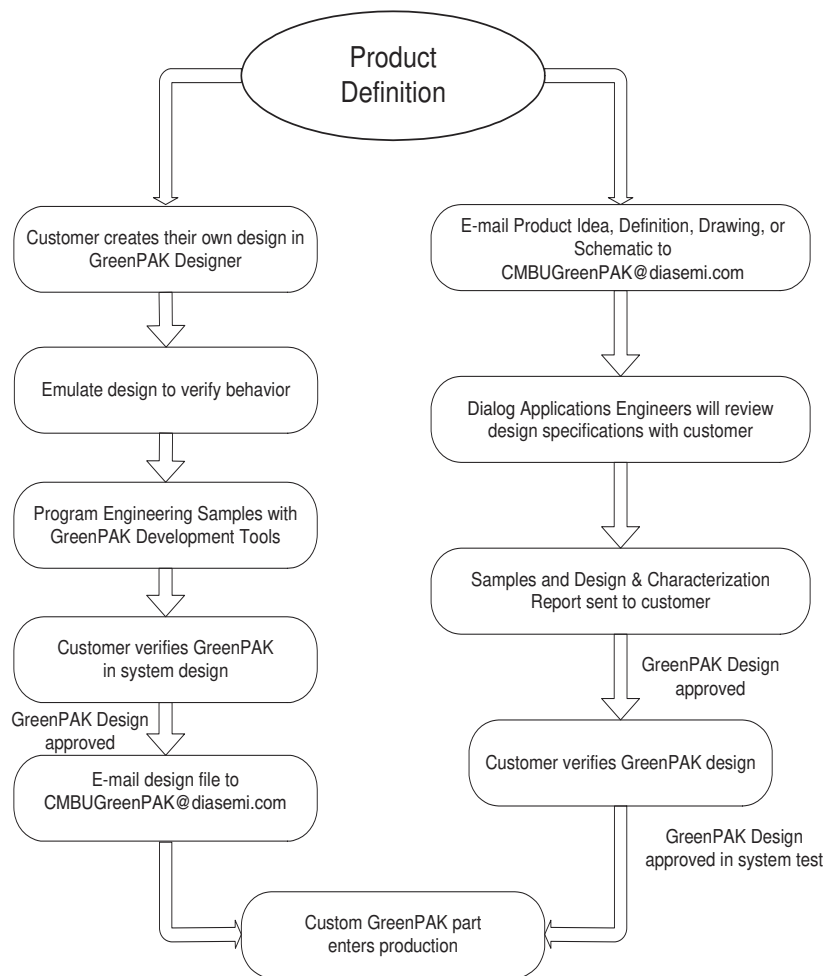 Product
Definition
Customer creates their own design in
GreenPAK Designer
Emulate design to verify behavior
Program Engineering Samples with
GreenPAK Development Tools
Customer verifies GreenPAK
in system design
GreenPAK Design
approved
E-mail design file to
CMBUGreenPAK@diasemi.com
E-mail Product Idea, Definition, Drawing, or
Schematic to
CMBUGreenPAK@diasemi.com
Dialog Applications Engineers will review
design specifications with customer
Samples and Design & Characterization
Report sent to customer
GreenPAK Design
approved
Customer verifies GreenPAK design
GreenPAK Design
approved in system test
Custom GreenPAK part
enters production